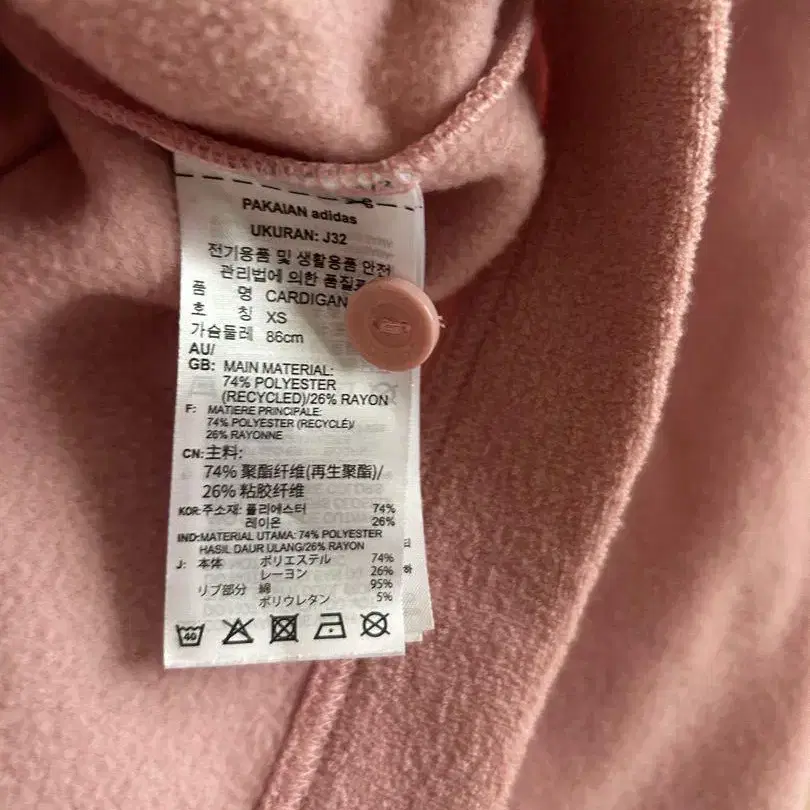 PAKAIAN adidas
UKURAN: J32
전기용품 및 생활용품 안전
관리법에 의한 품질표
품 명 CARDIGAN
호 칭 XS
가슴둘레 86cm
AU/
GB: MAIN MATERIAL:
74% POLYESTER
(RECYCLED)/26% RAYON
F: MATIERE PRINCIPALE:
74% POLYESTER (RECYCLÉ)/
26% RAYONNE
CN: 主料:
74% 聚酯纤维(再生聚酯)/
26% 粘胶纤维
KOR: 주소재: 폴리에스터 74%
레이온 26%
IND: MATERIAL UTAMA: 74% POLYESTER
HASIL DAUR ULANG/26% RAYON
J: 本体 ポリエステル 74%
レーヨン 26%
リブ部分 綿 95%
ポリウレタン 5%
40